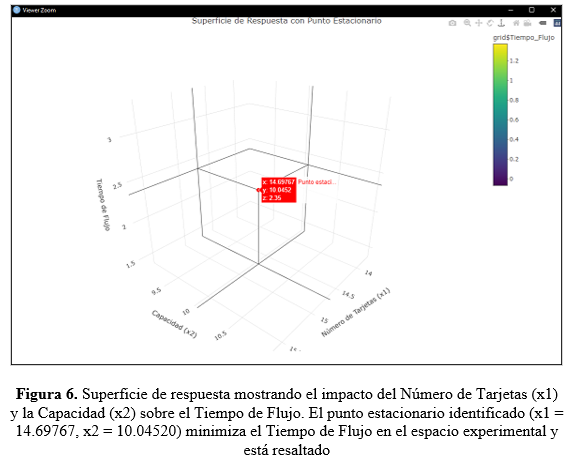 Viewer Zoom
Superficie de Respuesta con Punto Estacionario
grid$Tiempo_Flujo
1.2
1
0.8
0.6
0.4
0.2
0
3
2.5
2
1.5
Tiempo de Flujo
x: 14.69767
y: 10.0452
z: 2.35
Punto estaci...
9.5
10
10.5
Capacidad (x2)
14
14.5
15
Número de Tarjetas (x1)
Figura 6. Superficie de respuesta mostrando el impacto del Número de Tarjetas (x1)
y la Capacidad (x2) sobre el Tiempo de Flujo. El punto estacionario identificado (x1 =
14.69767, x2 = 10.04520) minimiza el Tiempo de Flujo en el espacio experimental y
está resaltado